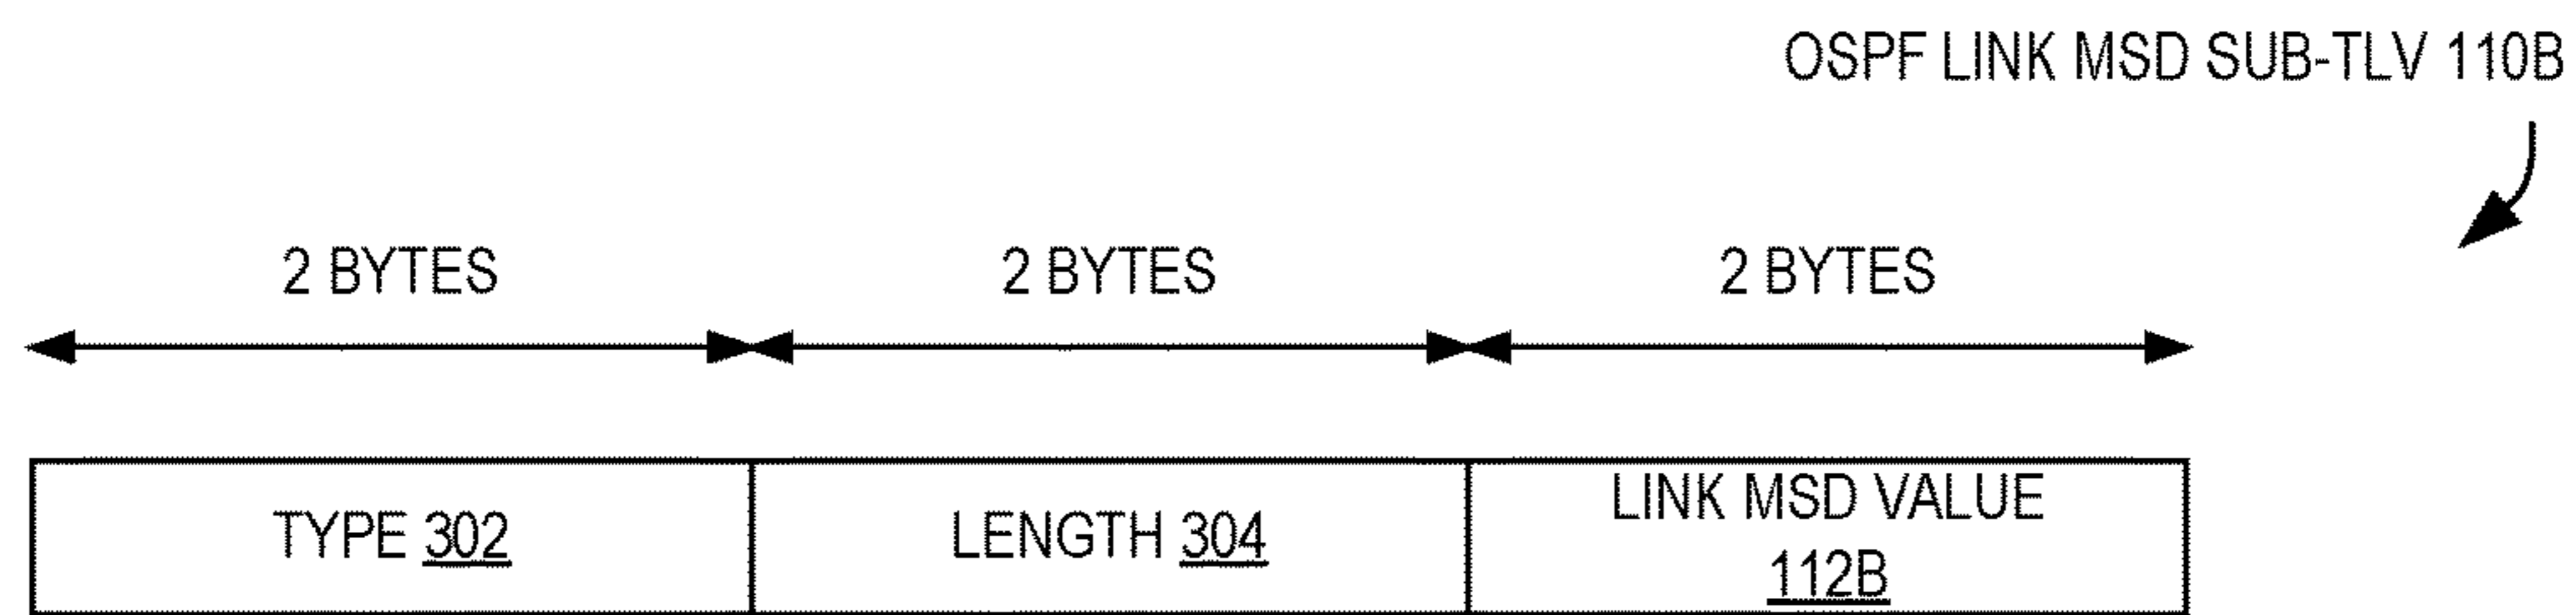 OSPF LINK MSD SUB-TLV 110B
2 BYTES 2 BYTES 2 BYTES
TYPE 302 LENGTH 304 LINK MSD VALUE
112B